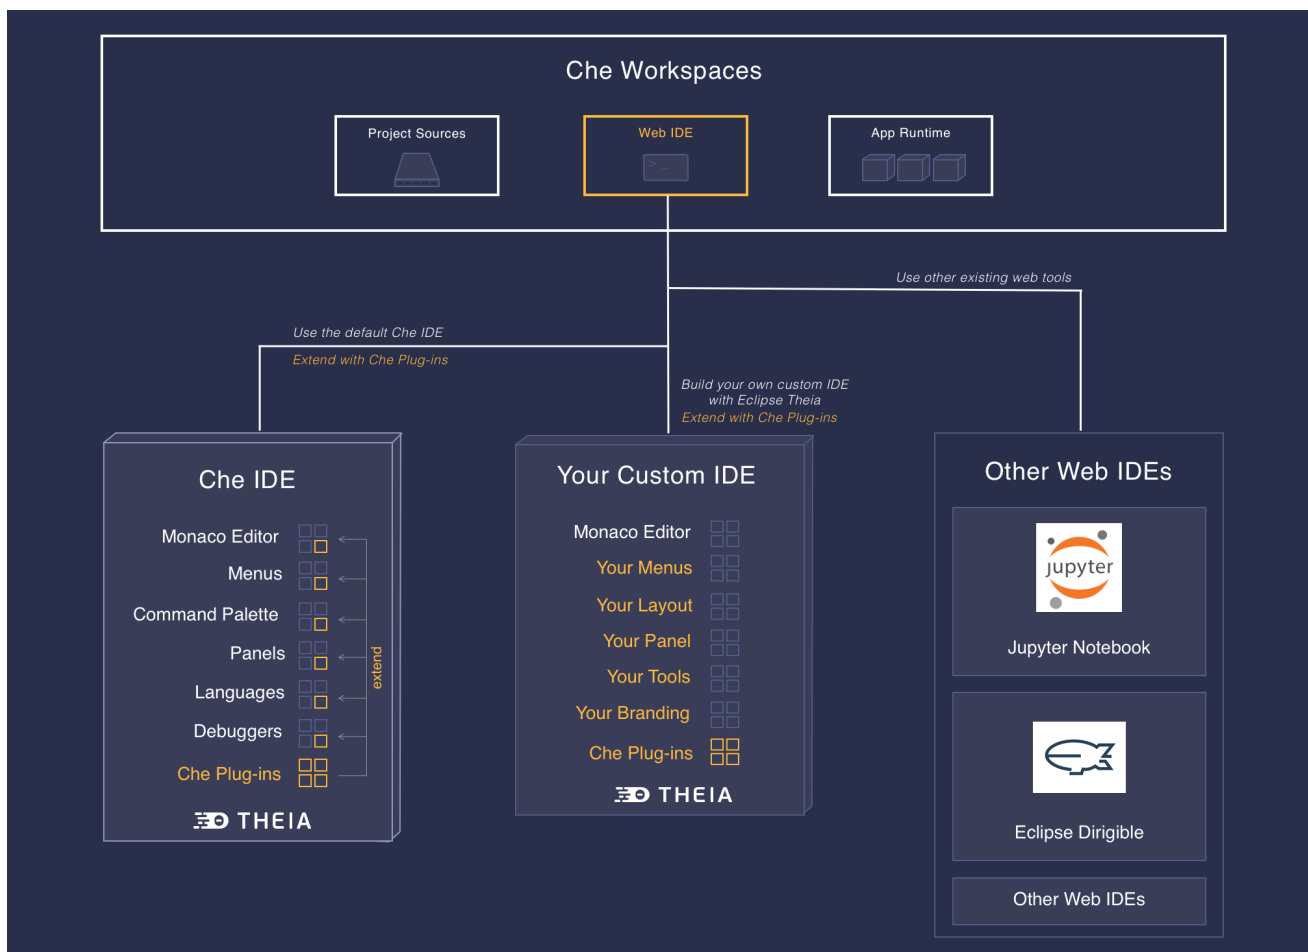 Che Workspaces
Project Sources
Web IDE
>_
App Runtime
Use other existing web tools
Use the default Che IDE
Extend with Che Plug-ins
Build your own custom IDE
with Eclipse Theia
Extend with Che Plug-ins
Che IDE
Monaco Editor
Menus
Command Palette
Panels
Languages
Debuggers
Che Plug-ins
extend
THEIA
Your Custom IDE
Monaco Editor
Your Menus
Your Layout
Your Panel
Your Tools
Your Branding
Che Plug-ins
THEIA
Other Web IDEs
jupyter
Jupyter Notebook
Eclipse Dirigible
Other Web IDEs